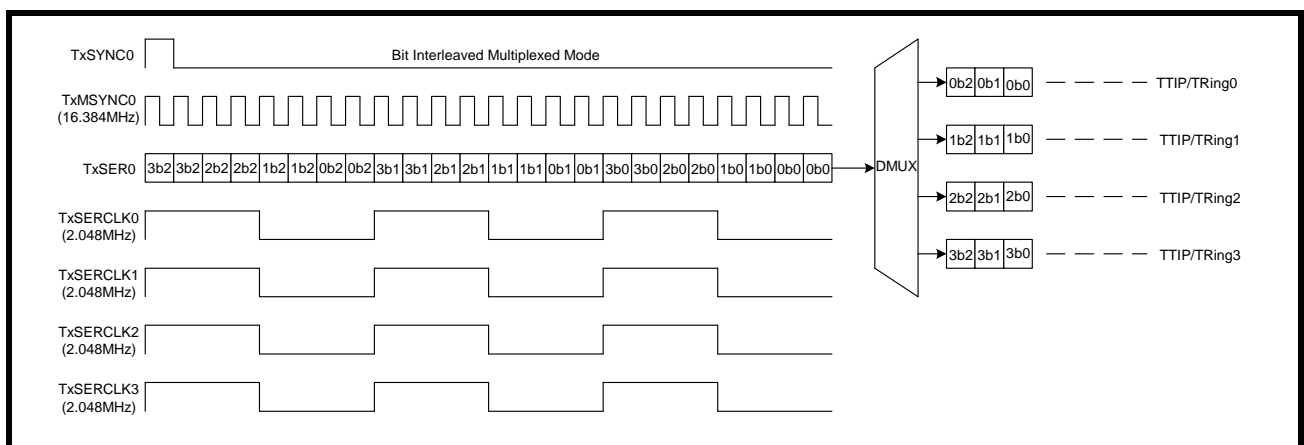 TxSYNC0
Bit Interleaved Multiplexed Mode
TxMSYNC0
(16.384MHz)
TxSER0
3b2 3b2 2b2 2b2 1b2 1b2 0b2 0b2 3b1 3b1 2b1 2b1 1b1 1b1 0b1 0b1 3b0 3b0 2b0 2b0 1b0 1b0 0b0 0b0
TxSERCLK0
(2.048MHz)
TxSERCLK1
(2.048MHz)
TxSERCLK2
(2.048MHz)
TxSERCLK3
(2.048MHz)
DMUX
0b2 0b1 0b0
TTIP/TRing0
1b2 1b1 1b0
TTIP/TRing1
2b2 2b1 2b0
TTIP/TRing2
3b2 3b1 3b0
TTIP/TRing3